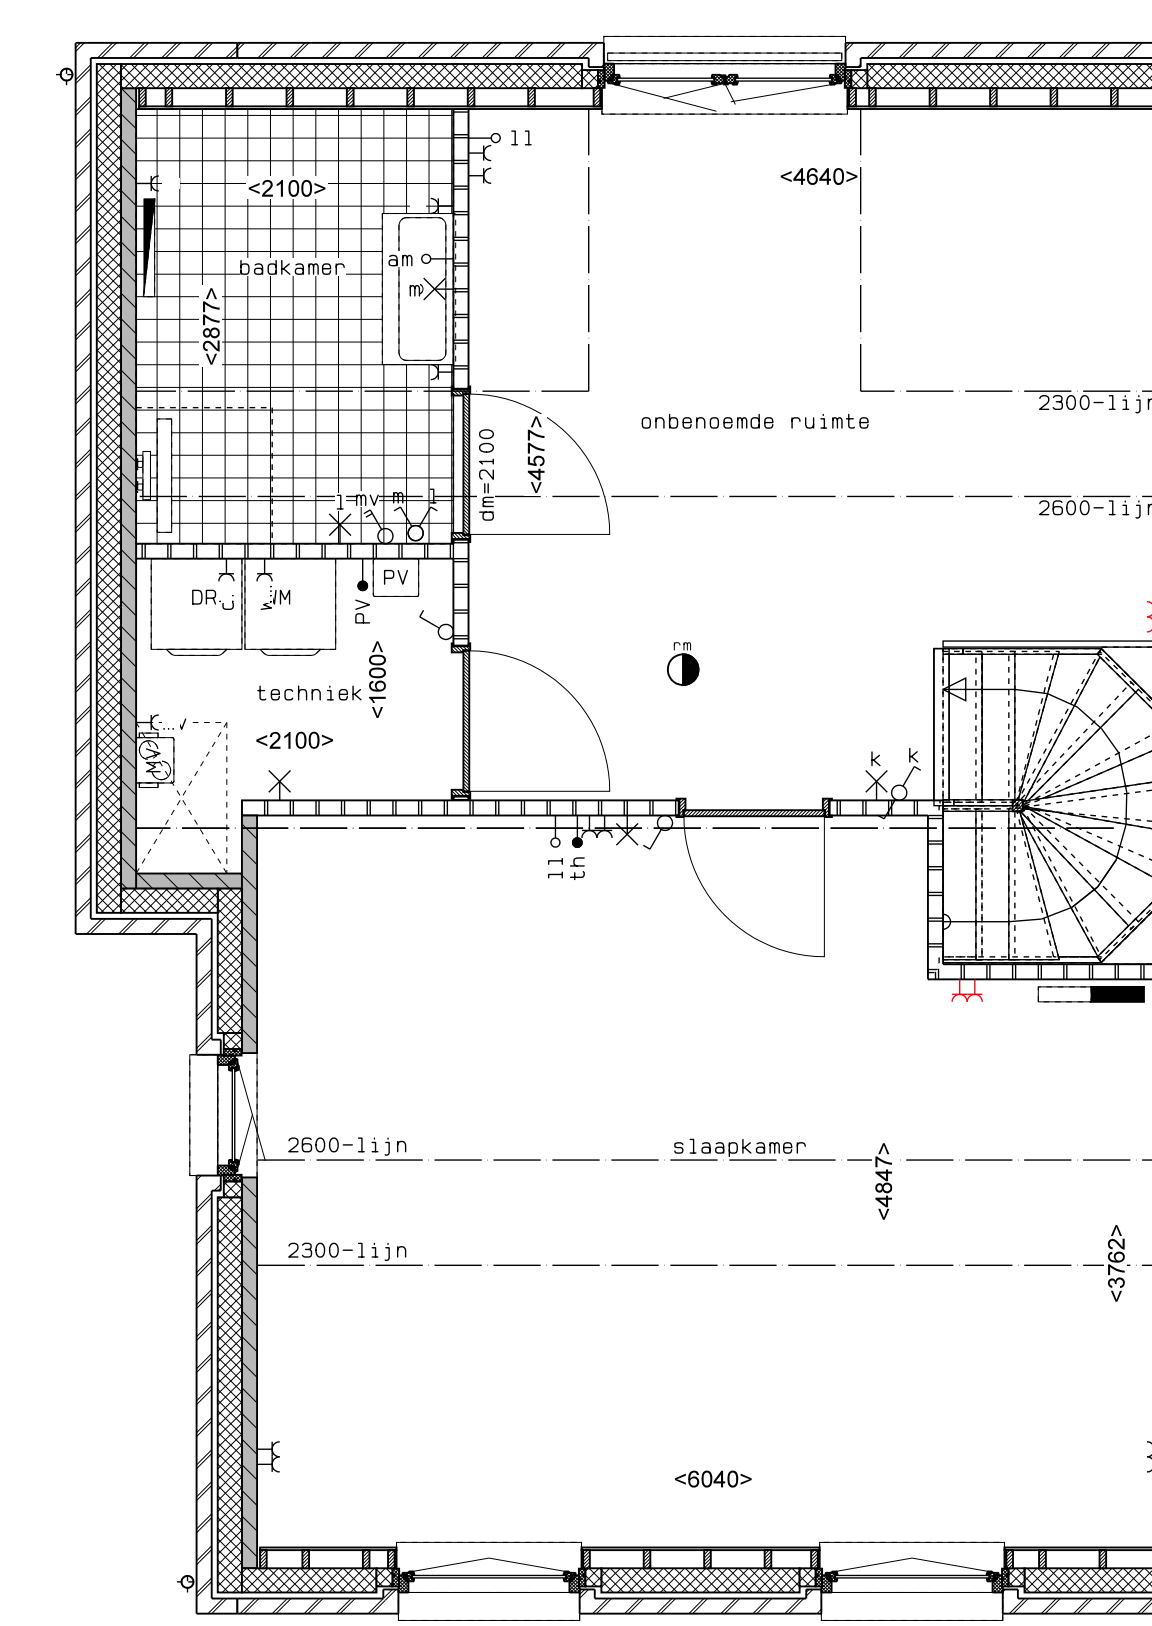 ll
<2100>
<4640>
badkamer
am
m
<2877>
2300-lijn
onbenoemde ruimte
<4577>
dm=2100
l mv m l
2600-lijn
DR
WM
PV
PV
<1600>
rm
techniek
<2100>
MV
k
k
ll
th
2600-lijn
slaapkamer
<4847>
2300-lijn
<3762>
<6040>